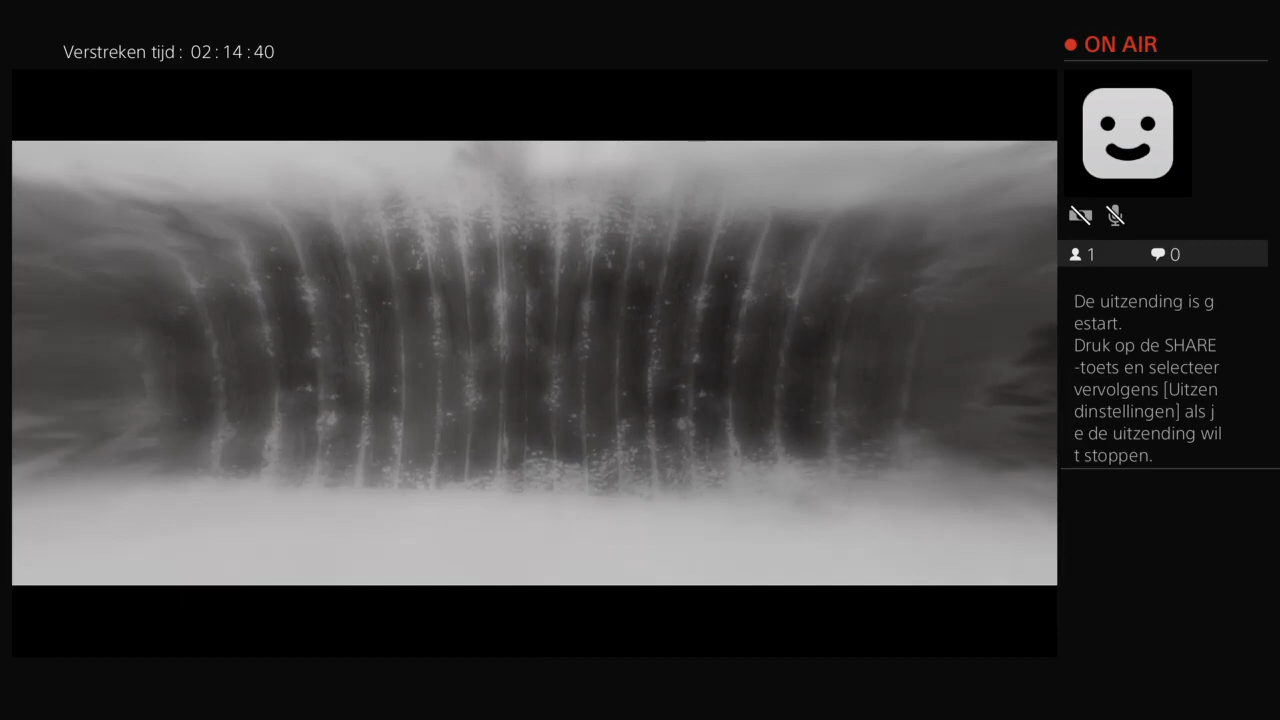 Verstreken tijd : 02 : 14 : 40
ON AIR
1
0
De uitzending is g
estart.
Druk op de SHARE
-toets en selecteer
vervolgens [Uitzen
dinstellingen] als j
e de uitzending wil
t stoppen.